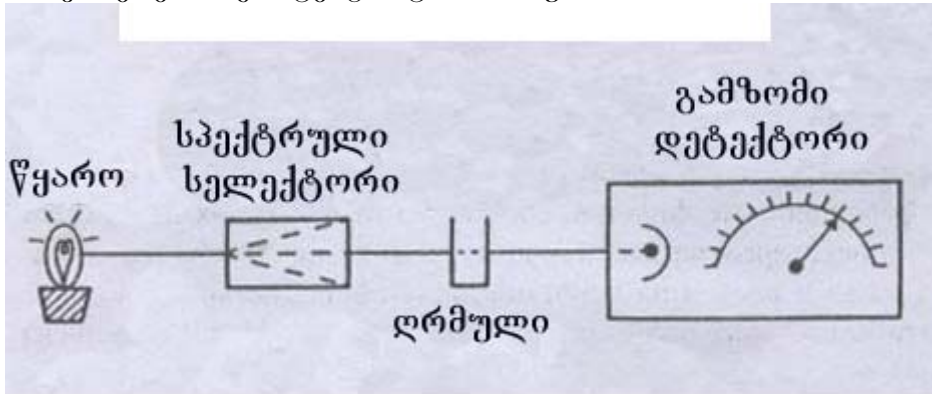 წყარო
სპექტრული
სელექტორი
ღრმული
გამზომი
დეტექტორი